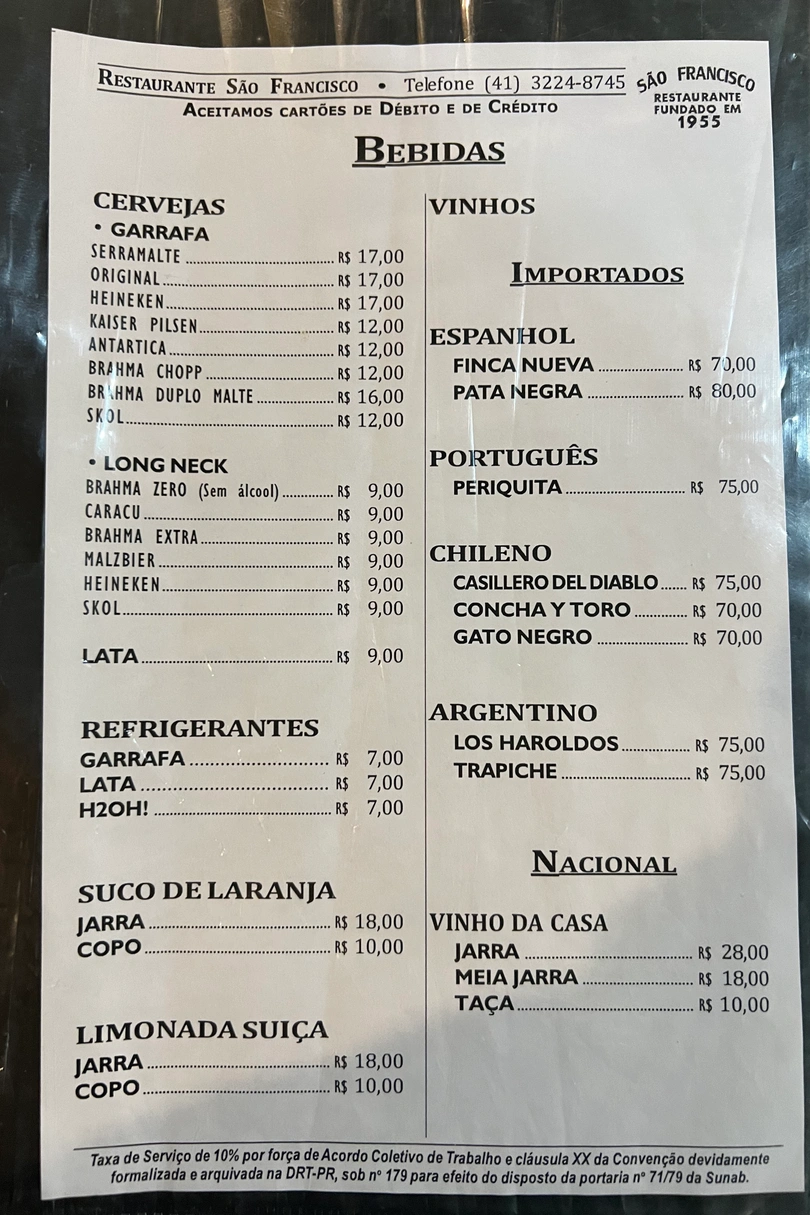 RESTAURANTE SÃO FRANCISCO • Telefone (41) 3224-8745
ACEITAMOS CARTÕES DE DÉBITO E DE CRÉDITO
SÃO FRANCISCO
RESTAURANTE
FUNDADO EM
1955
BEBIDAS
CERVEJAS
• GARRAFA
SERRAMALTE ........ R$ 17,00
ORIGINAL ........ R$ 17,00
HEINEKEN ........ R$ 17,00
KAISER PILSEN ........ R$ 12,00
ANTARTICA ........ R$ 12,00
BRAHMA CHOPP ........ R$ 12,00
BRAHMA DUPLO MALTE ........ R$ 16,00
SKOL ........ R$ 12,00
• LONG NECK
BRAHMA ZERO (Sem álcool) ........ R$ 9,00
CARACU ........ R$ 9,00
BRAHMA EXTRA ........ R$ 9,00
MALZBIER ........ R$ 9,00
HEINEKEN ........ R$ 9,00
SKOL ........ R$ 9,00
LATA ........ R$ 9,00
REFRIGERANTES
GARRAFA ........ R$ 7,00
LATA ........ R$ 7,00
H2OH! ........ R$ 7,00
SUCO DE LARANJA
JARRA ........ R$ 18,00
COPO ........ R$ 10,00
LIMONADA SUIÇA
JARRA ........ R$ 18,00
COPO ........ R$ 10,00
VINHOS
IMPORTADOS
ESPANHOL
FINCA NUEVA ........ R$ 70,00
PATA NEGRA ........ R$ 80,00
PORTUGUÊS
PERIQUITA ........ R$ 75,00
CHILENO
CASILLERO DEL DIABLO ...... R$ 75,00
CONCHA Y TORO ........ R$ 70,00
GATO NEGRO ........ R$ 70,00
ARGENTINO
LOS HAROLDOS ........ R$ 75,00
TRAPICHE ........ R$ 75,00
NACIONAL
VINHO DA CASA
JARRA ........ R$ 28,00
MEIA JARRA ........ R$ 18,00
TAÇA ........ R$ 10,00
Taxa de Serviço de 10% por força de Acordo Coletivo de Trabalho e cláusula XX da Convenção devidamente
formalizada e arquivada na DRT-PR, sob nº 179 para efeito do disposto da portaria nº 71/79 da Sunab.